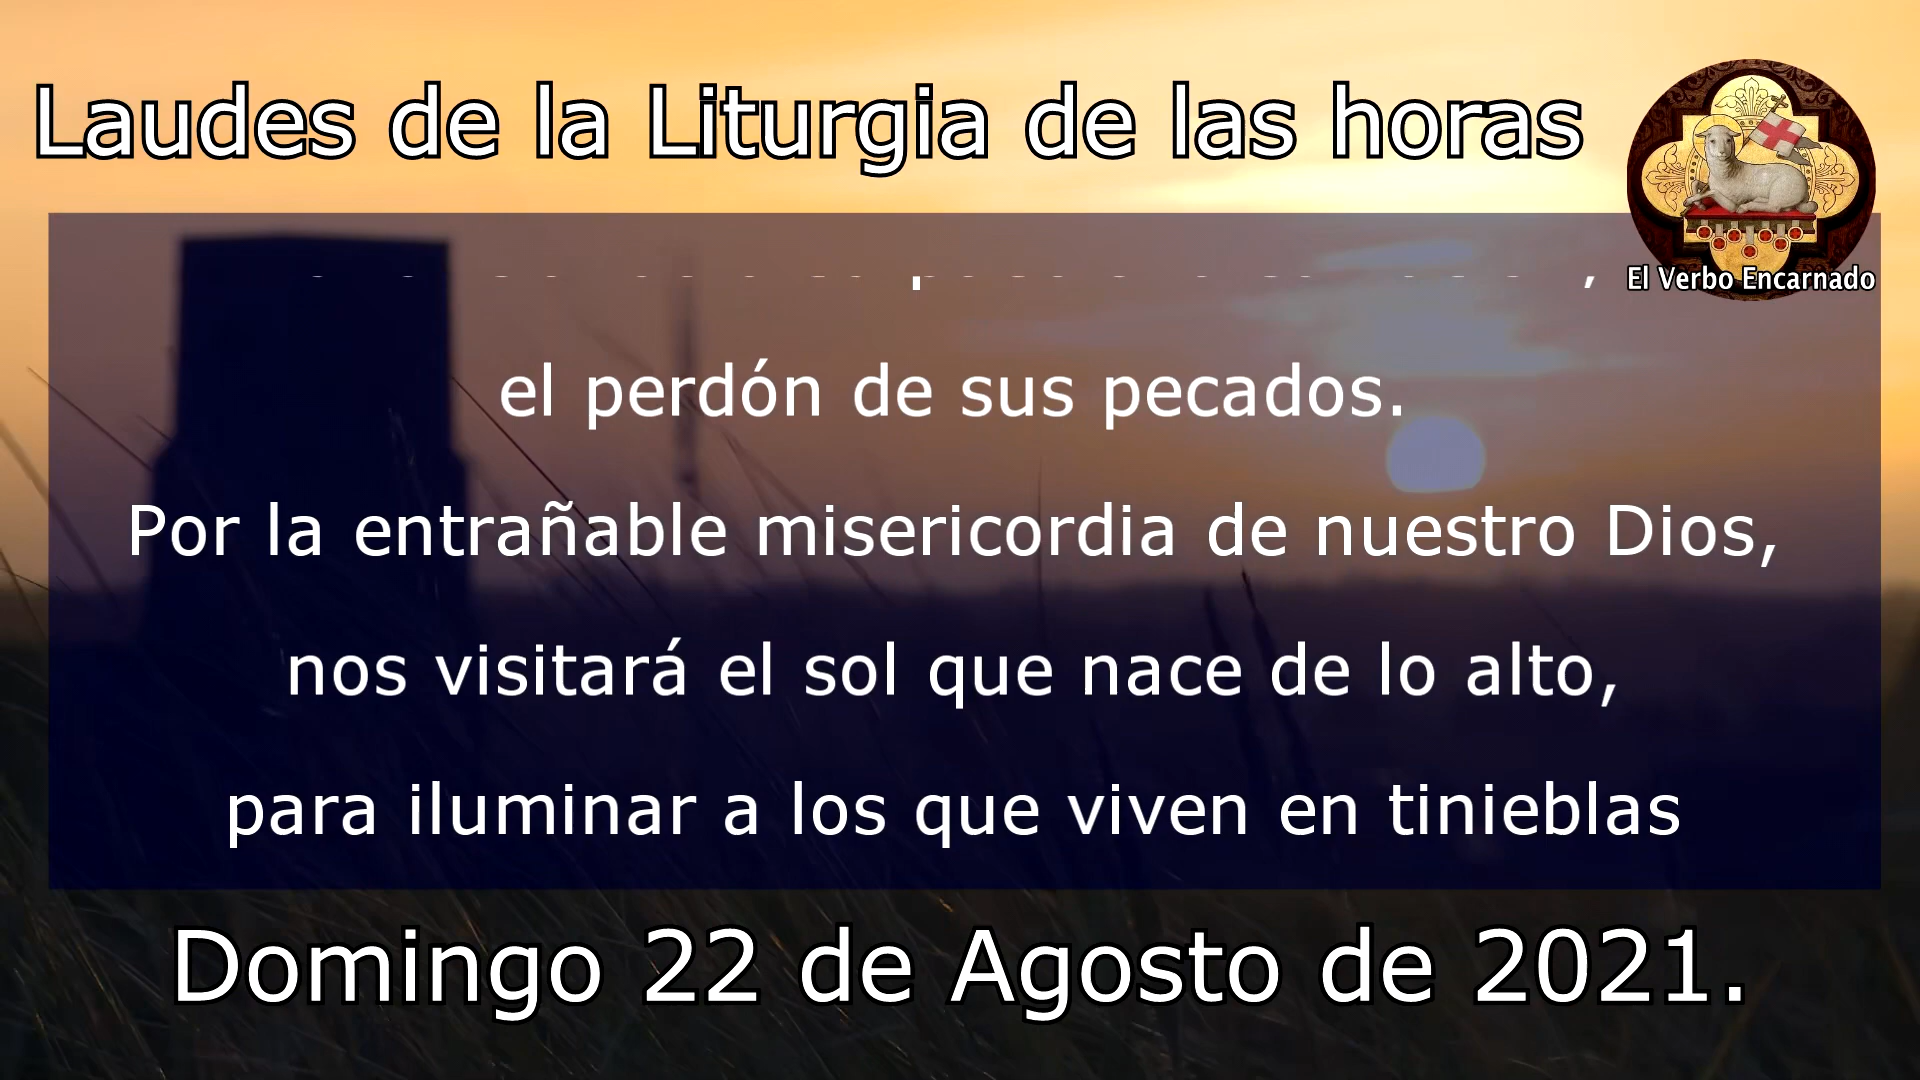 Laudes de la Liturgia de las horas
El Verbo Encarnado
el perdón de sus pecados.
Por la entrañable misericordia de nuestro Dios,
nos visitará el sol que nace de lo alto,
para iluminar a los que viven en tinieblas
Domingo 22 de Agosto de 2021.